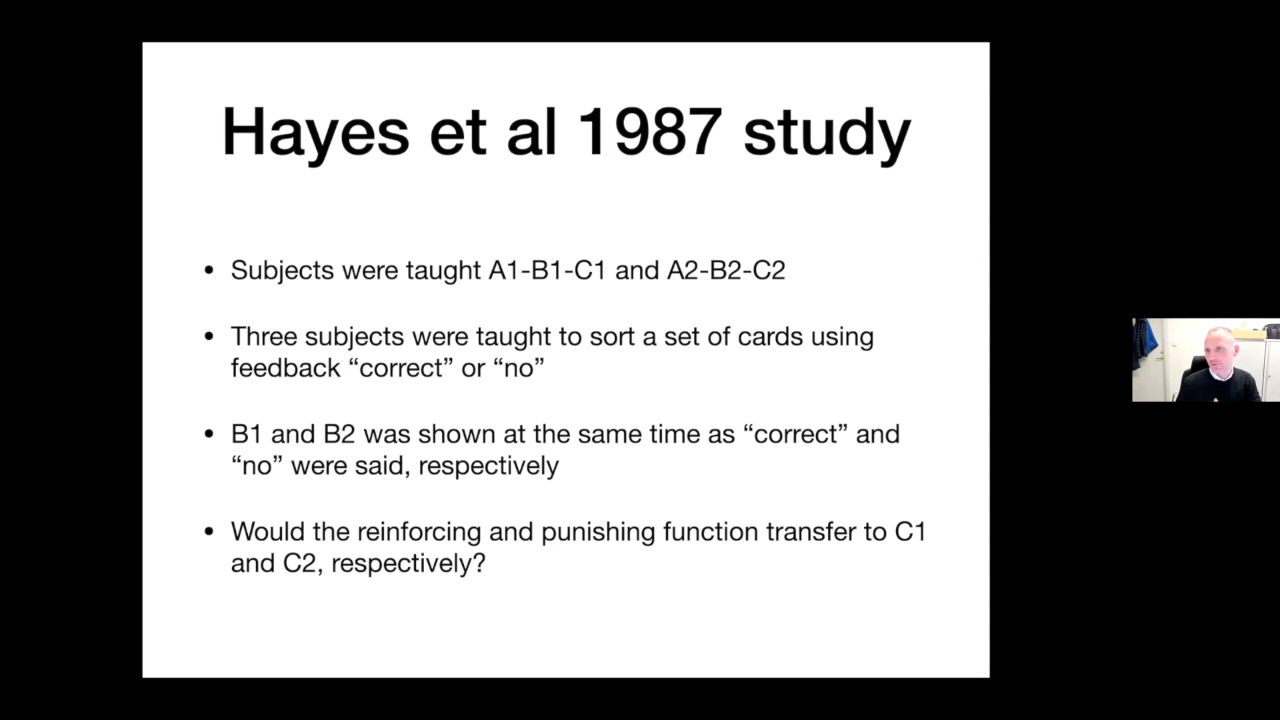 Hayes et al 1987 study
• Subjects were taught A1-B1-C1 and A2-B2-C2
• Three subjects were taught to sort a set of cards using
feedback “correct” or “no”
• B1 and B2 was shown at the same time as “correct” and
“no” were said, respectively
• Would the reinforcing and punishing function transfer to C1
and C2, respectively?